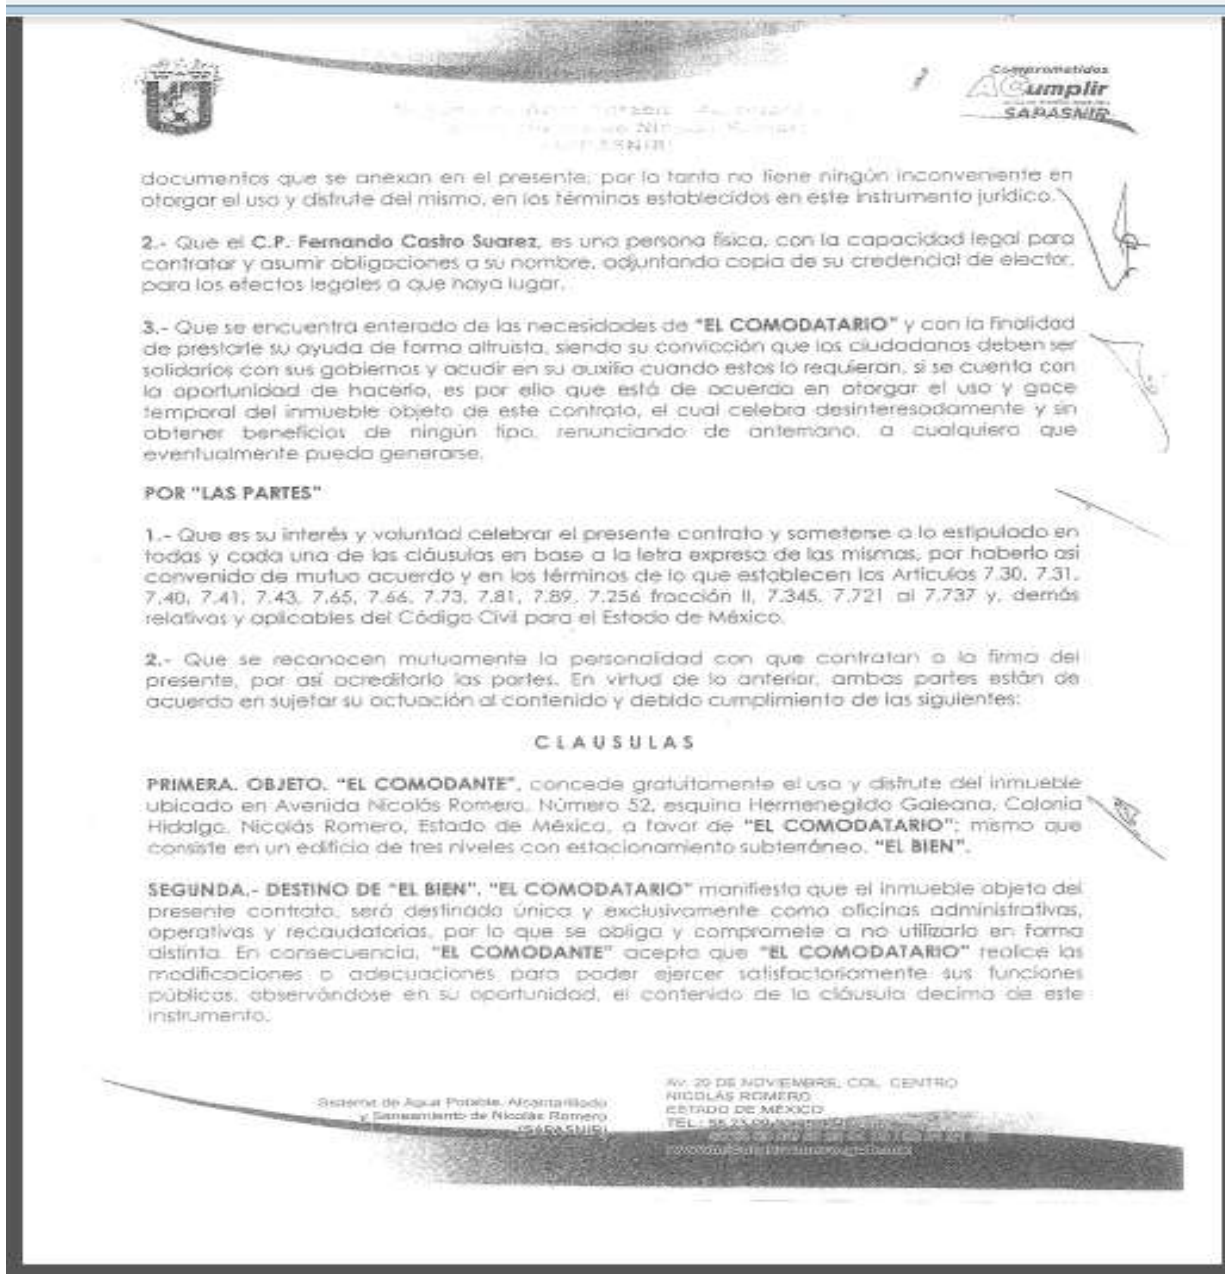 Comprometidos
A Cumplir
SAPASNIR
documentos que se anexan en el presente, por lo tanto no tiene ningún inconveniente en
otorgar el uso y disfrute del mismo, en los términos establecidos en este instrumento jurídico.
2.- Que el C.P. Fernando Castro Suarez, es una persona física, con la capacidad legal para
contratar y asumir obligaciones a su nombre, adjuntando copia de su credencial de elector,
para los efectos legales a que haya lugar.
3.- Que se encuentra enterado de las necesidades de "EL COMODATARIO" y con la finalidad
de prestarle su ayuda de forma altruista, siendo su convicción que los ciudadanos deben ser
solidarios con sus gobiernos y acudir en su auxilio cuando estos lo requieran, si se cuenta con
la oportunidad de hacerlo, es por ello que está de acuerdo en otorgar el uso y goce
temporal del inmueble objeto de este contrato, el cual celebra desinteresadamente y sin
obtener beneficios de ningún tipo, renunciando de antemano, a cualquiera que
eventualmente pueda generarse.
POR "LAS PARTES"
1.- Que es su interés y voluntad celebrar el presente contrato y someterse a lo estipulado en
todas y cada una de las cláusulas en base a la letra expresa de las mismas, por haberlo así
convenido de mutuo acuerdo y en los términos de lo que establecen los Artículos 7.30, 7.31,
7.40, 7.41, 7.43, 7.65, 7.66, 7.73, 7.81, 7.89, 7.256 fracción II, 7.345, 7.721 al 7.737 y, demás
relativos y aplicables del Código Civil para el Estado de México.
2.- Que se reconocen mutuamente la personalidad con que contratan a la firma del
presente, por así acreditarlo las partes. En virtud de lo anterior, ambas partes están de
acuerdo en sujetar su actuación al contenido y debido cumplimiento de las siguientes:
C L A U S U L A S
PRIMERA. OBJETO. "EL COMODANTE", concede gratuitamente el uso y disfrute del inmueble
ubicado en Avenida Nicolás Romero, Número 52, esquina Hermenegildo Galeana, Colonia
Hidalgo, Nicolás Romero, Estado de México, a favor de "EL COMODATARIO"; mismo que
consiste en un edificio de tres niveles con estacionamiento subterráneo. "EL BIEN".
SEGUNDA.- DESTINO DE "EL BIEN". "EL COMODATARIO" manifiesta que el inmueble objeto del
presente contrato, será destinado única y exclusivamente como oficinas administrativas,
operativas y recaudatorias, por lo que se obliga y compromete a no utilizarlo en forma
distinta. En consecuencia, "EL COMODANTE" acepta que "EL COMODATARIO" realice las
modificaciones o adecuaciones para poder ejercer satisfactoriamente sus funciones
públicas, observándose en su oportunidad, el contenido de la cláusula decima de este
instrumento.
Sistema de Agua Potable, Alcantarillado
y Saneamiento de Nicolás Romero
(SAPASNIR)
AV. 20 DE NOVIEMBRE, COL. CENTRO
NICOLÁS ROMERO
ESTADO DE MÉXICO
TEL.: